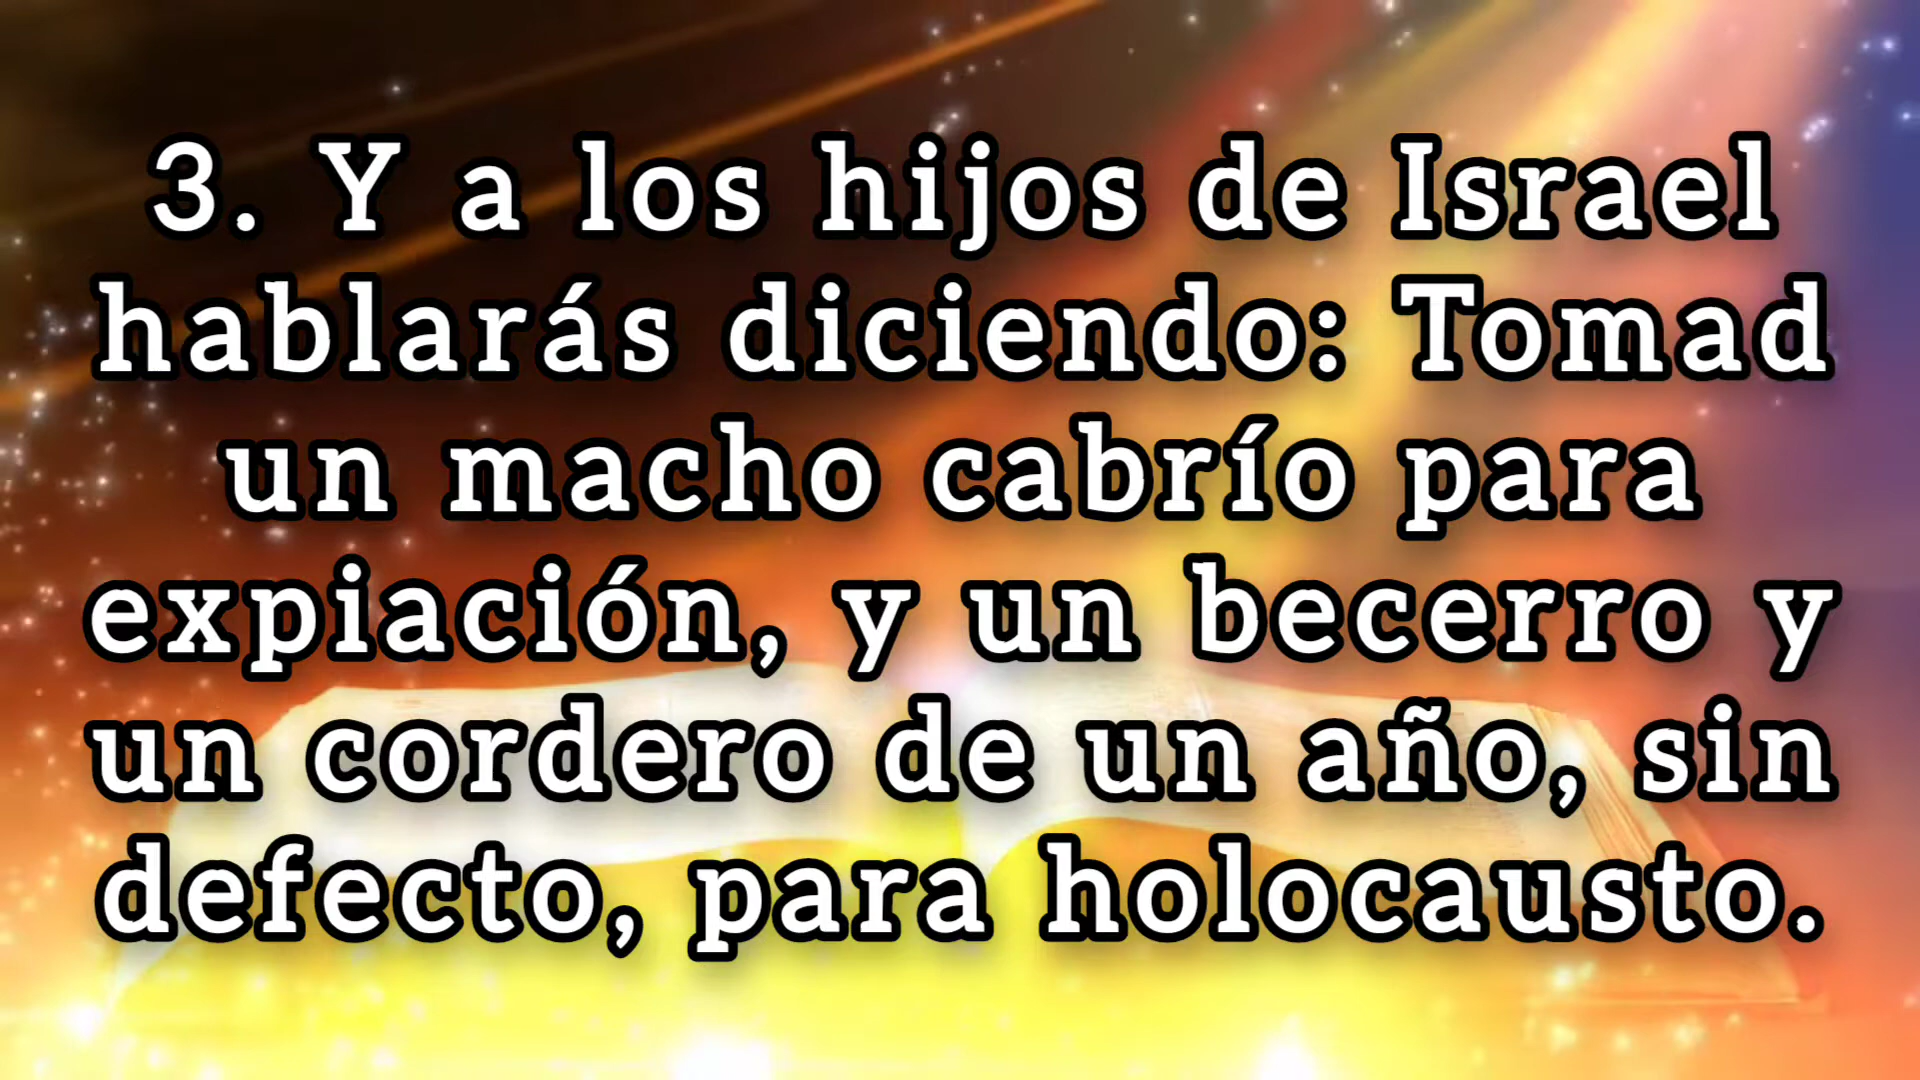 3. Y a los hijos de Israel
hablarás diciendo: Tomad
un macho cabrío para
expiación, y un becerro y
un cordero de un año, sin
defecto, para holocausto.